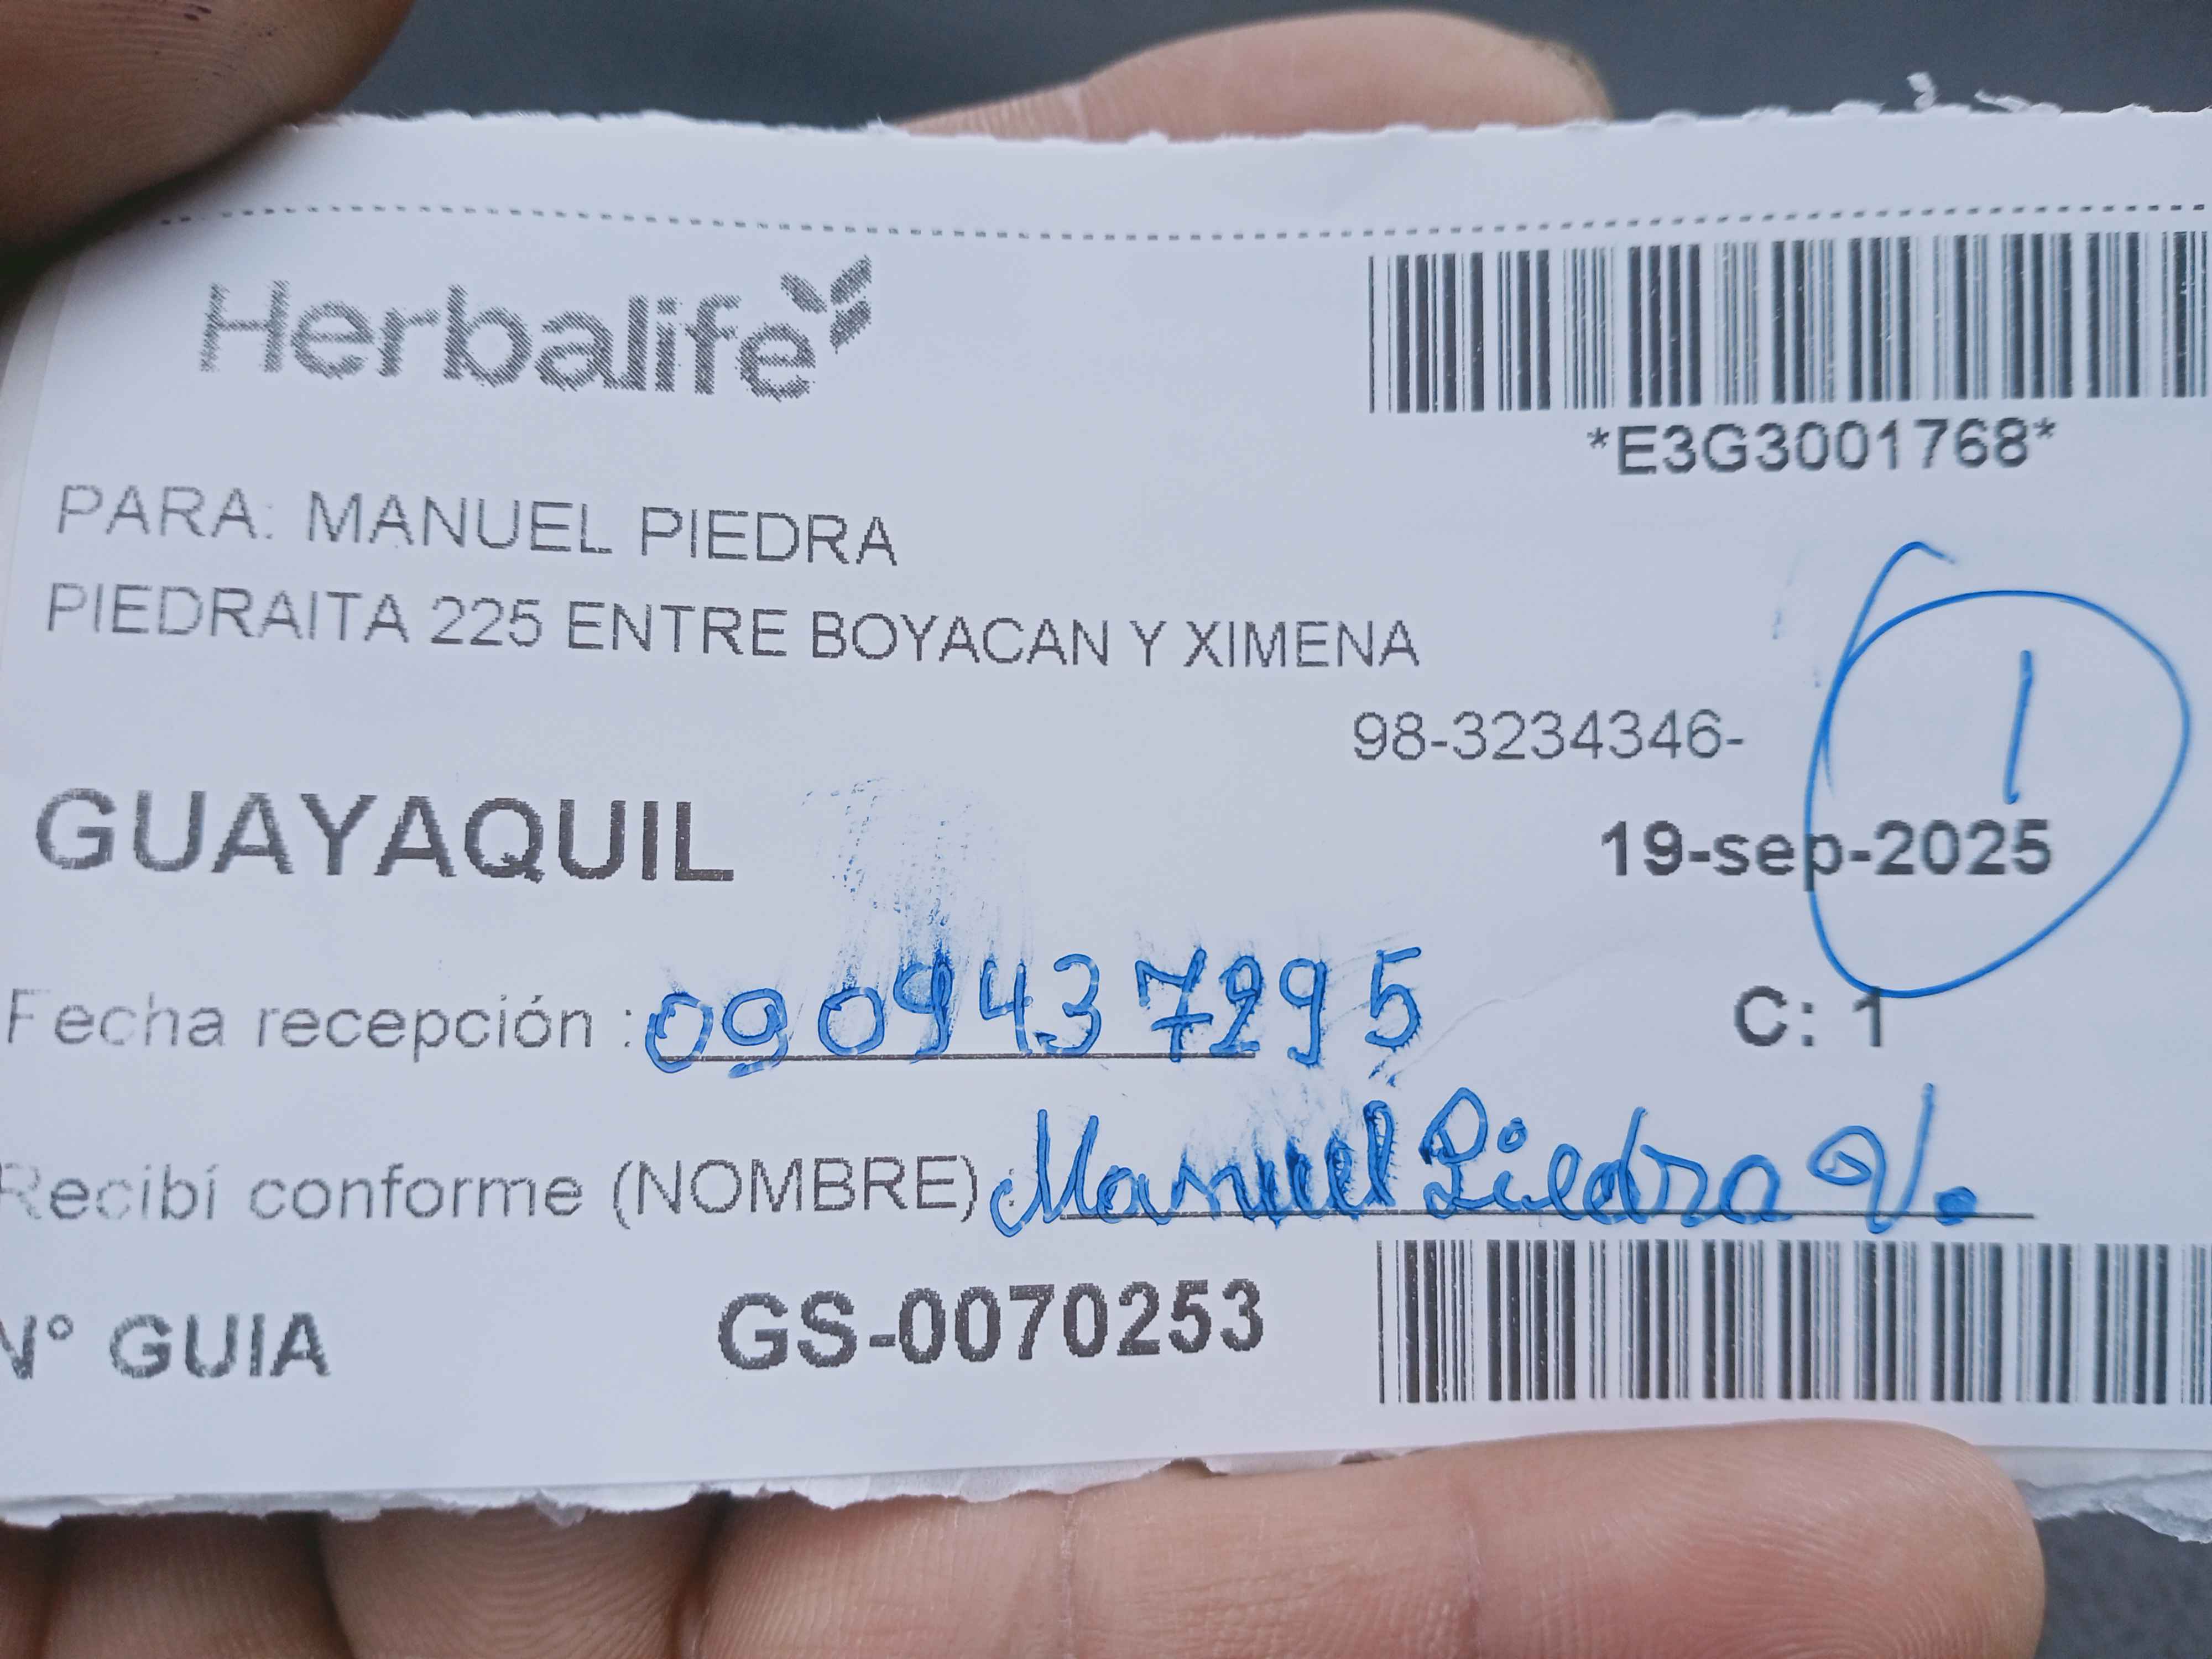 Herbalife
*E3G3001768*
PARA: MANUEL PIEDRA
PIEDRAITA 225 ENTRE BOYACAN Y XIMENA
98-3234346-
1
GUAYAQUIL
19-sep-2025
Fecha recepción : 0909437295
C: 1
Recibí conforme (NOMBRE) : Manuel Piedra V.
N° GUIA GS-0070253